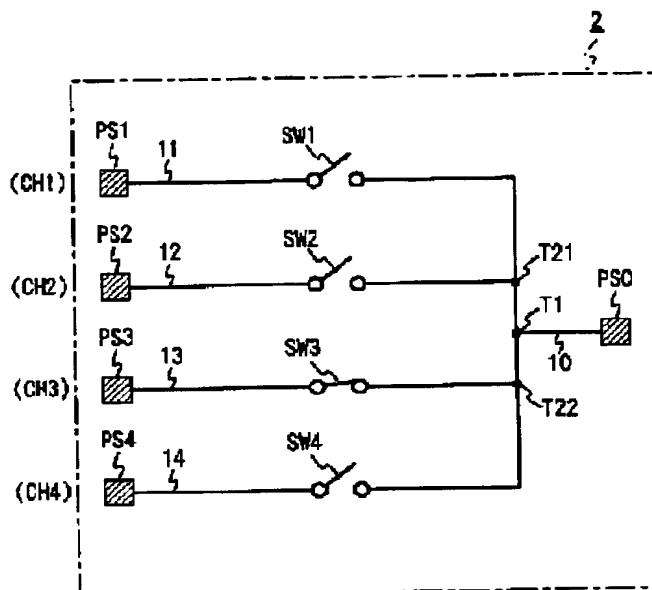 2
PS1
11
SW1
(CH1)
PS2
12
SW2
T21
(CH2)
PS0
T1
PS3
13
SW3
10
(CH3)
T22
PS4
14
SW4
(CH4)